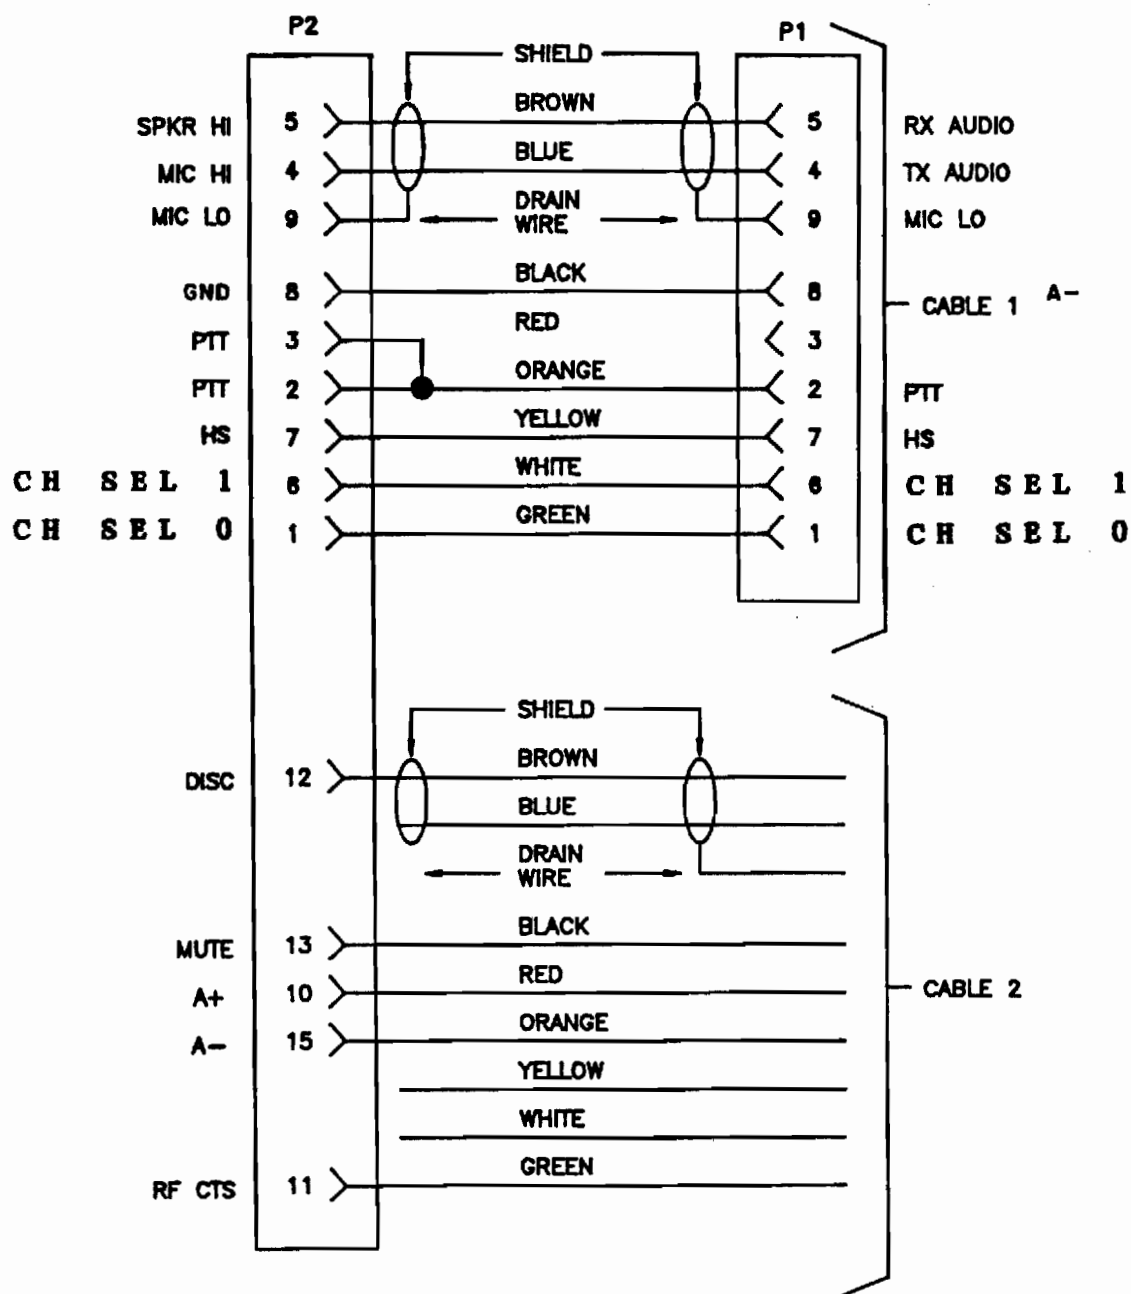 P2 P1
SHIELD
SPKR HI 5 BROWN 5 RX AUDIO
MIC HI 4 BLUE 4 TX AUDIO
MIC LO 9 DRAIN WIRE 9 MIC LO
GND 8 BLACK 8 CABLE 1 A-
PTT 3 RED 3
PTT 2 ORANGE 2 PTT
HS 7 YELLOW 7 HS
CH SEL 1 6 WHITE 6 CH SEL 1
CH SEL 0 1 GREEN 1 CH SEL 0
SHIELD
DISC 12 BROWN
BLUE
DRAIN
WIRE
MUTE 13 BLACK
A+ 10 RED CABLE 2
A- 15 ORANGE
YELLOW
WHITE
RF CTS 11 GREEN